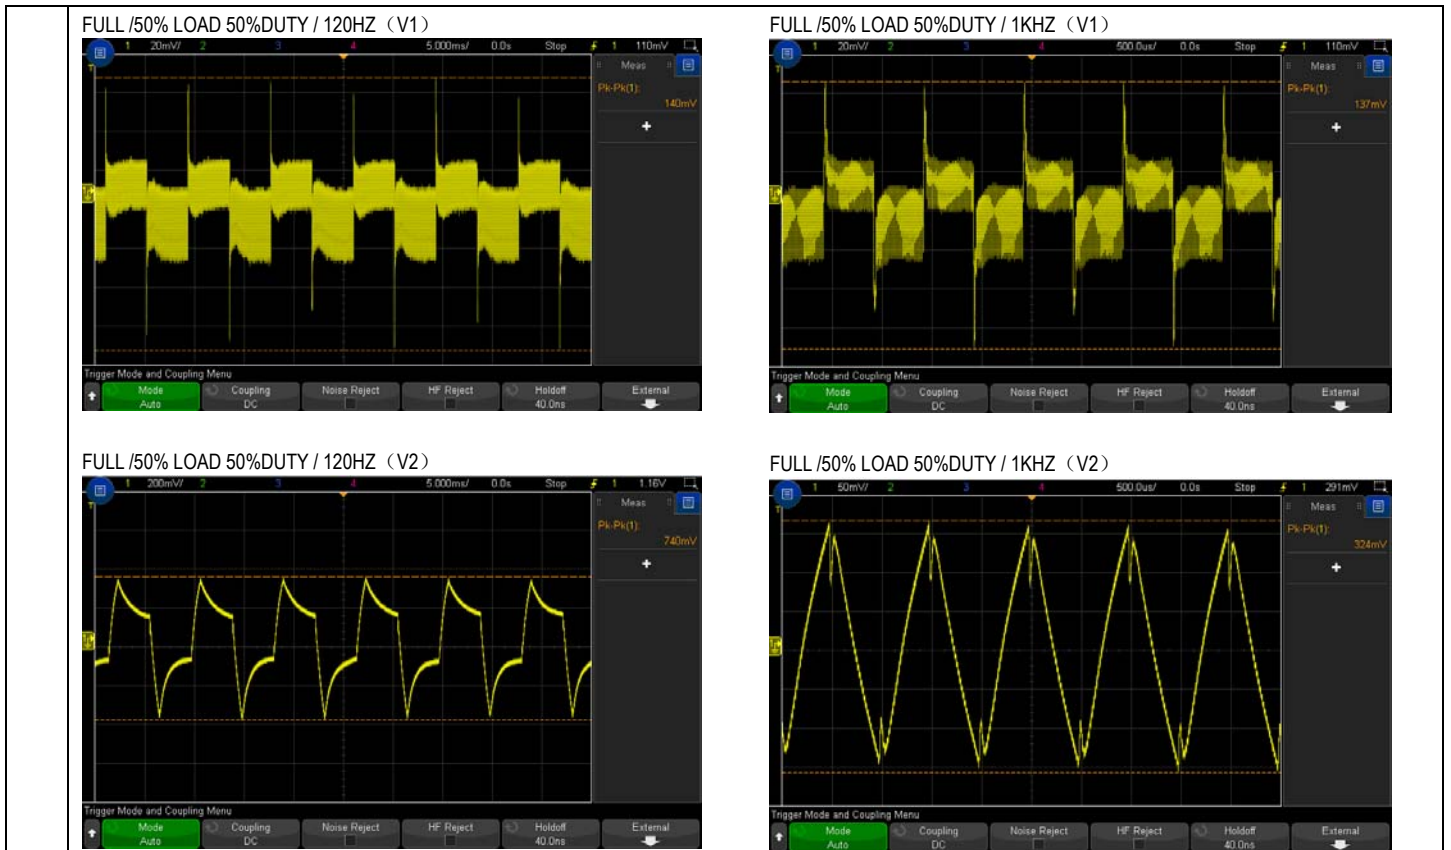 FULL /50% LOAD 50%DUTY / 120HZ（V1）
1 20mV/ 2 3 4 5.000ms/ 0.0s Stop 1 110mV
Meas
Pk-Pk(1):
140mV
Trigger Mode and Coupling Menu
Mode Coupling Noise Reject HF Reject Holdoff External
Auto DC 40.0ns
FULL /50% LOAD 50%DUTY / 1KHZ（V1）
1 20mV/ 2 3 4 500.0us/ 0.0s Stop 1 110mV
Meas
Pk-Pk(1):
137mV
Trigger Mode and Coupling Menu
Mode Coupling Noise Reject HF Reject Holdoff External
Auto DC 40.0ns
FULL /50% LOAD 50%DUTY / 120HZ（V2）
1 200mV/ 2 3 4 5.000ms/ 0.0s Stop 1 1.16V
Meas
Pk-Pk(1):
740mV
Trigger Mode and Coupling Menu
Mode Coupling Noise Reject HF Reject Holdoff External
Auto DC 40.0ns
FULL /50% LOAD 50%DUTY / 1KHZ（V2）
1 50mV/ 2 3 4 500.0us/ 0.0s Stop 1 291mV
Meas
Pk-Pk(1):
324mV
Trigger Mode and Coupling Menu
Mode Coupling Noise Reject HF Reject Holdoff External
Auto DC 40.0ns